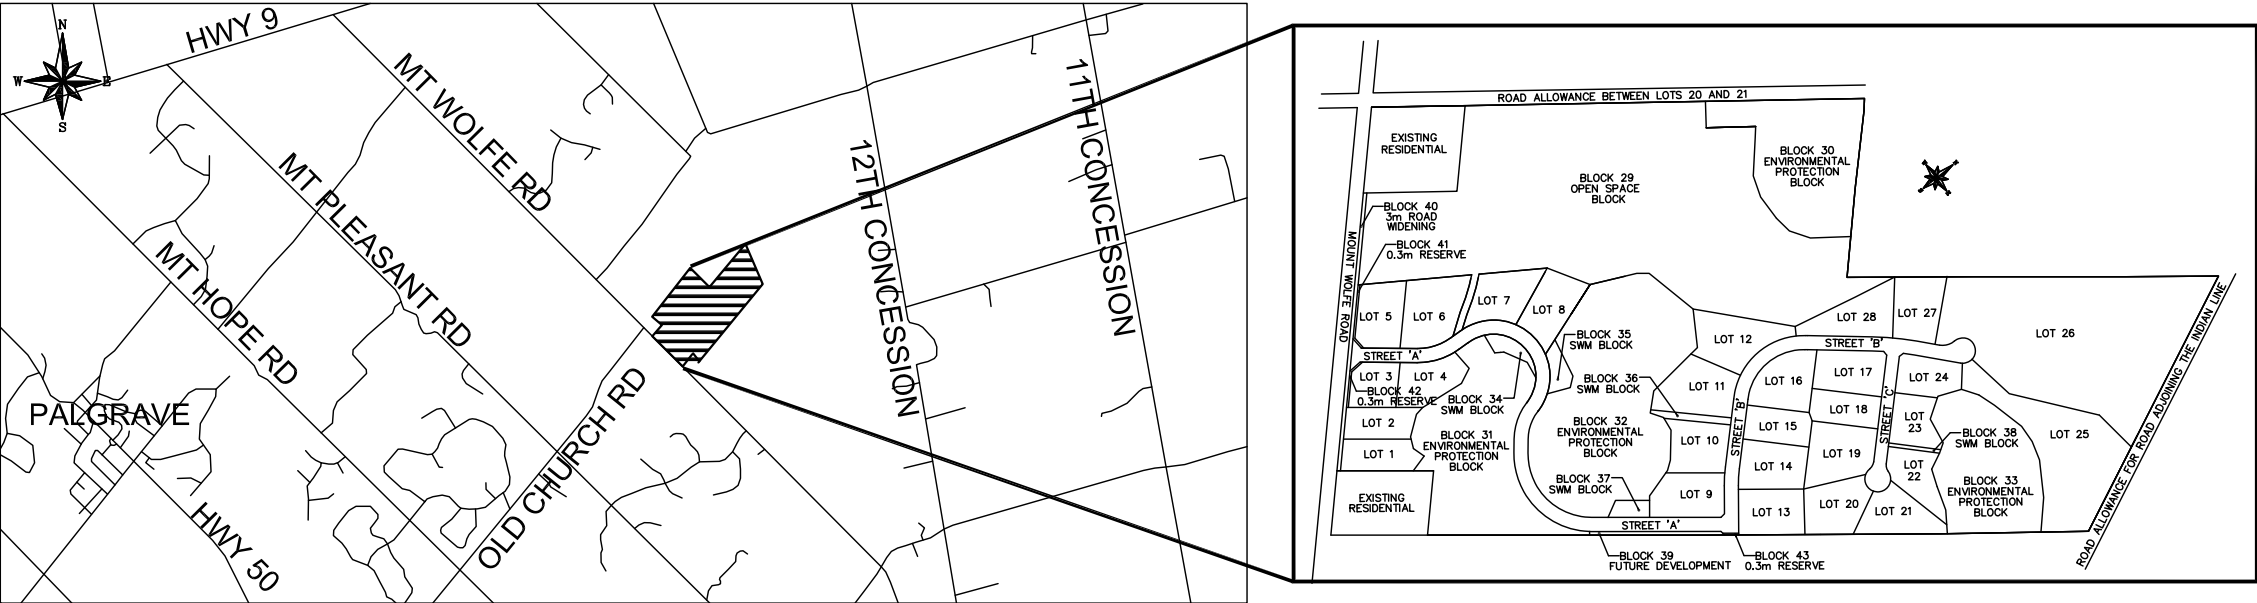 N
W
E
S
HWY 9
MT WOLFE RD
MT PLEASANT RD
MT HOPE RD
12TH CONCESSION
11TH CONCESSION
PALGRAVE
OLD CHURCH RD
HWY 50
ROAD ALLOWANCE BETWEEN LOTS 20 AND 21
EXISTING
RESIDENTIAL
BLOCK 29
OPEN SPACE
BLOCK
BLOCK 30
ENVIRONMENTAL
PROTECTION
BLOCK
BLOCK 40
3m ROAD
WIDENING
BLOCK 41
0.3m RESERVE
MOUNT WOLFE ROAD
LOT 5
LOT 6
LOT 7
LOT 8
STREET 'A'
LOT 3
LOT 4
BLOCK 42
0.3m RESERVE
BLOCK 34
SWM BLOCK
BLOCK 35
SWM BLOCK
BLOCK 36
SWM BLOCK
LOT 2
LOT 1
BLOCK 31
ENVIRONMENTAL
PROTECTION
BLOCK
BLOCK 32
ENVIRONMENTAL
PROTECTION
BLOCK
BLOCK 37
SWM BLOCK
EXISTING
RESIDENTIAL
STREET 'A'
BLOCK 39
FUTURE DEVELOPMENT
BLOCK 43
0.3m RESERVE
LOT 12
LOT 11
LOT 10
LOT 9
STREET 'B'
STREET 'B'
LOT 28
LOT 27
LOT 26
LOT 16
LOT 17
LOT 24
LOT 15
LOT 18
LOT
23
STREET 'C'
LOT 14
LOT 19
LOT
22
LOT 13
LOT 20
LOT 21
BLOCK 38
SWM BLOCK
LOT 25
BLOCK 33
ENVIRONMENTAL
PROTECTION
BLOCK
ROAD ALLOWANCE FOR ROAD ADJOINING THE INDIAN LINE